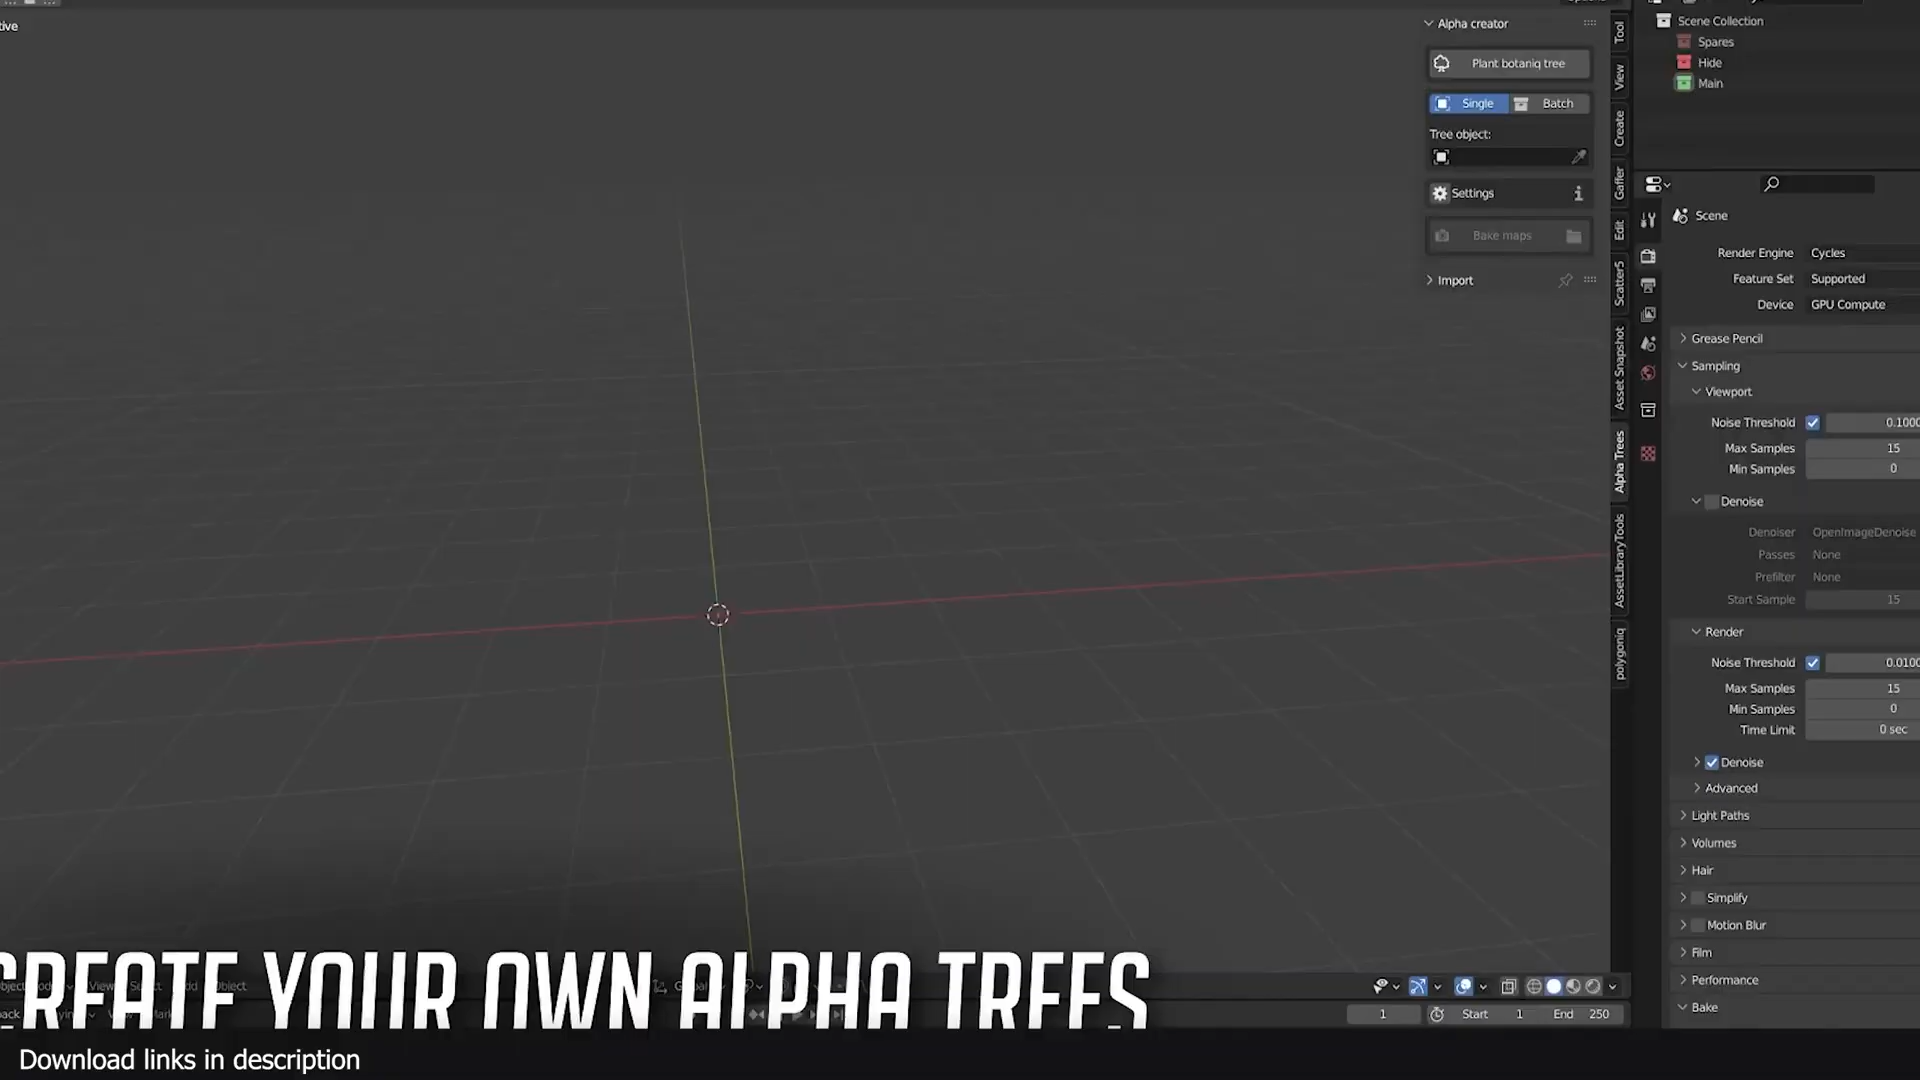 tive
Alpha creator
Plant botaniq tree
Single
Batch
Tree object:
Settings
Bake maps
Import
Tool
View
Create
Gaffer
Edit
Scatter5
Asset Snapshot
Alpha Trees
AssetLibraryTools
polygoniq
Scene Collection
Spares
Hide
Main
Scene
Render Engine Cycles
Feature Set Supported
Device GPU Compute
Grease Pencil
Sampling
Viewport
Noise Threshold 0.1000
Max Samples 15
Min Samples 0
Denoise
Denoiser OpenImageDenoise
Passes None
Prefilter None
Start Sample 15
Render
Noise Threshold 0.0100
Max Samples 15
Min Samples 0
Time Limit 0 sec
Denoise
Advanced
Light Paths
Volumes
Hair
Simplify
Motion Blur
Film
Performance
Bake
CREATE YOUR OWN ALPHA TREES
1 Start 1 End 250
Download links in description